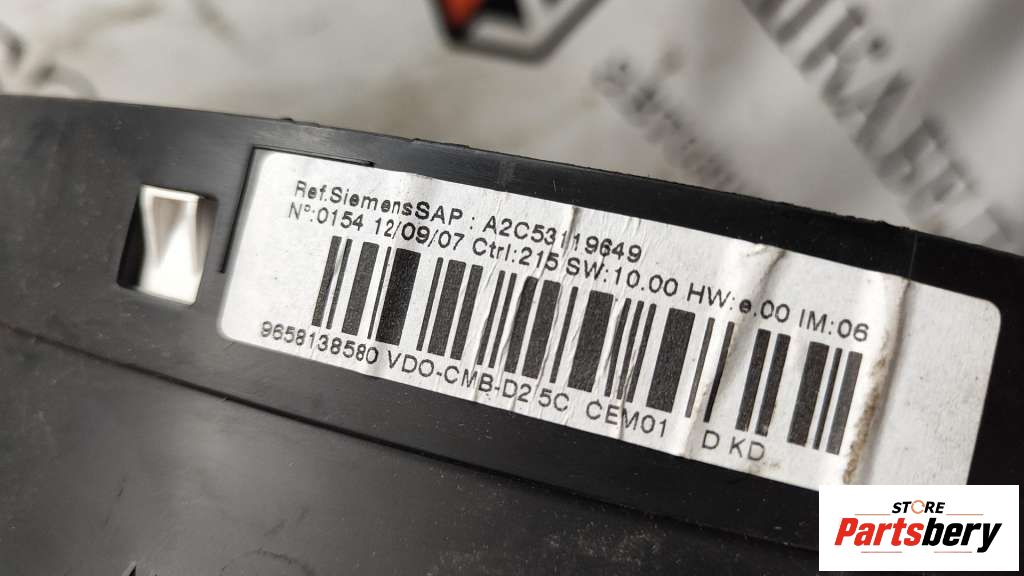 Ref.SiemensSAP : A2C53119649
Nº:0154 12/09/07 Ctrl:215 SW:10.00 HW:e.00 IM:06
9658138580 VDO-CMB-D2 5C CEM01 D KD
STORE
Partsbery